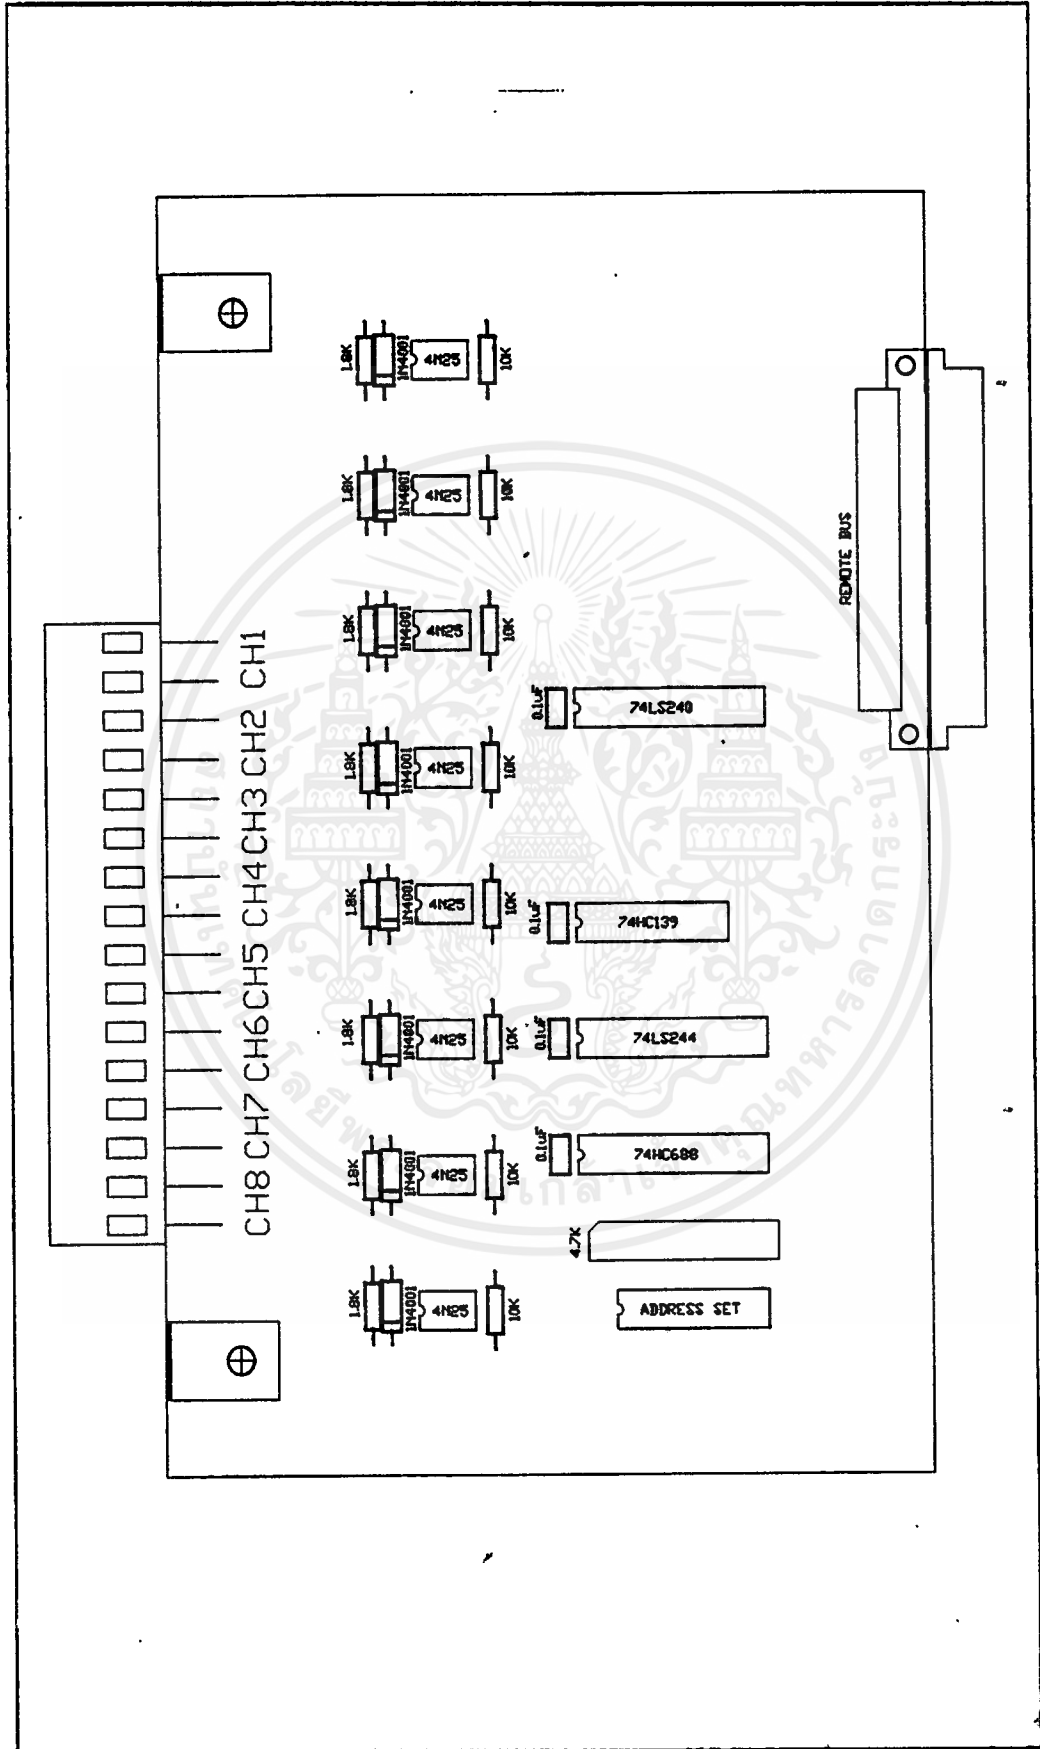 1.8K 1N4001 4N25 10K
1.8K 1N4001 4N25 10K
1.8K 1N4001 4N25 10K
1.8K 1N4001 4N25 10K
1.8K 1N4001 4N25 10K
1.8K 1N4001 4N25 10K
1.8K 1N4001 4N25 10K
1.8K 1N4001 4N25 10K
CH1
CH2
CH3
CH4
CH5
CH6
CH7
CH8
0.1uF 74LS240
0.1uF 74HC139
0.1uF 74LS244
0.1uF 74HC688
4.7K
ADDRESS SET
REMOTE BUS